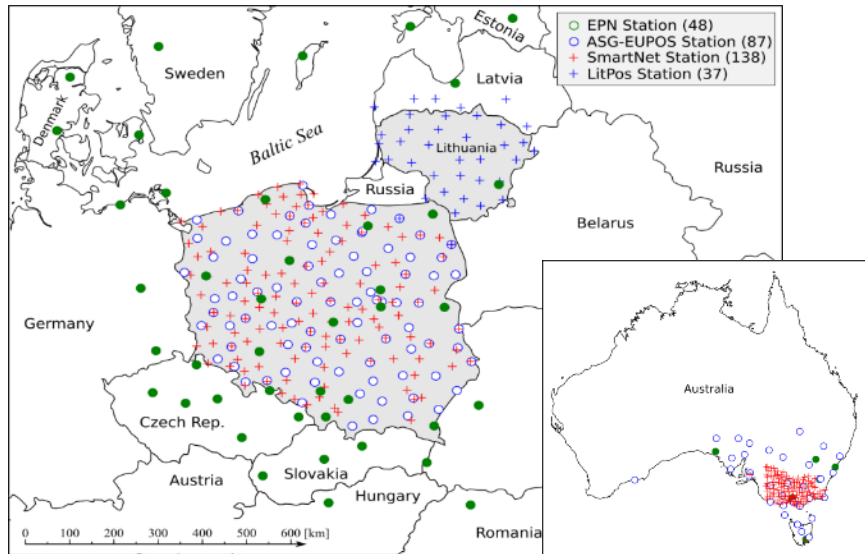 Estonia
EPN Station (48)
ASG-EUPOS Station (87)
SmartNet Station (138)
LitPos Station (37)
Sweden
Latvia
Denmark
Baltic Sea
Lithuania
Russia
Russia
Belarus
Germany
Australia
Czech Rep.
Austria
Slovakia
Hungary
Romania
0 100 200 300 400 500 600 [km]